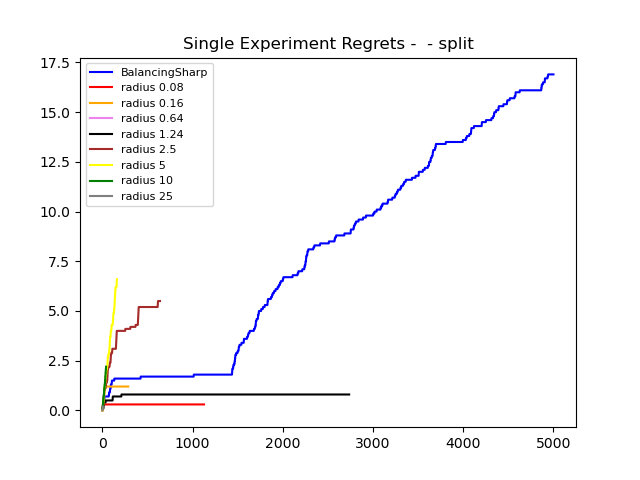 Single Experiment Regrets -  - split
BalancingSharp
radius 0.08
radius 0.16
radius 0.64
radius 1.24
radius 2.5
radius 5
radius 10
radius 25
17.5
15.0
12.5
10.0
7.5
5.0
2.5
0.0
0 1000 2000 3000 4000 5000